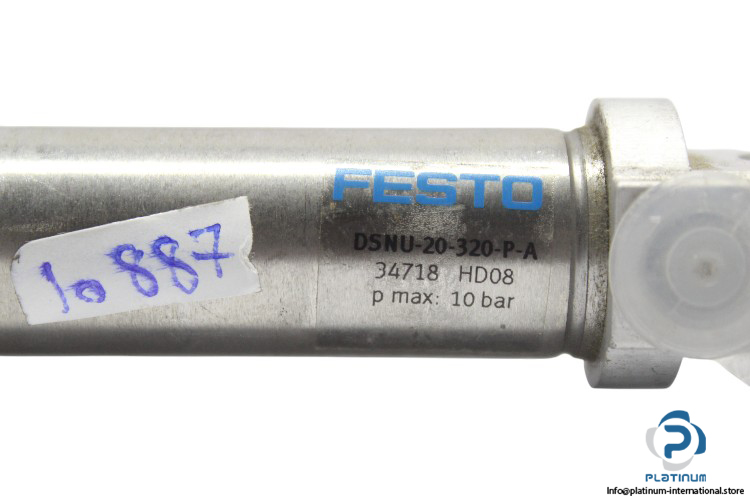 FESTO
DSNU-20-320-P-A
34718 HD08
p max: 10 bar
10887
P
PLATINUM
Info@platinum-international.store